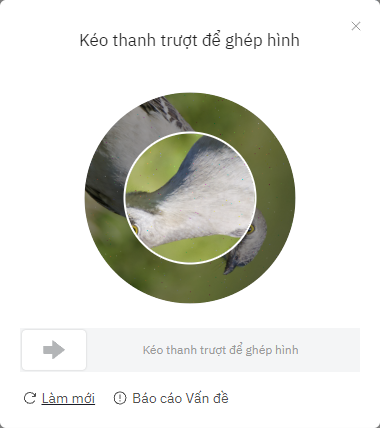 Kéo thanh trượt để ghép hình
Kéo thanh trượt để ghép hình
Làm mới
Báo cáo Vấn đề